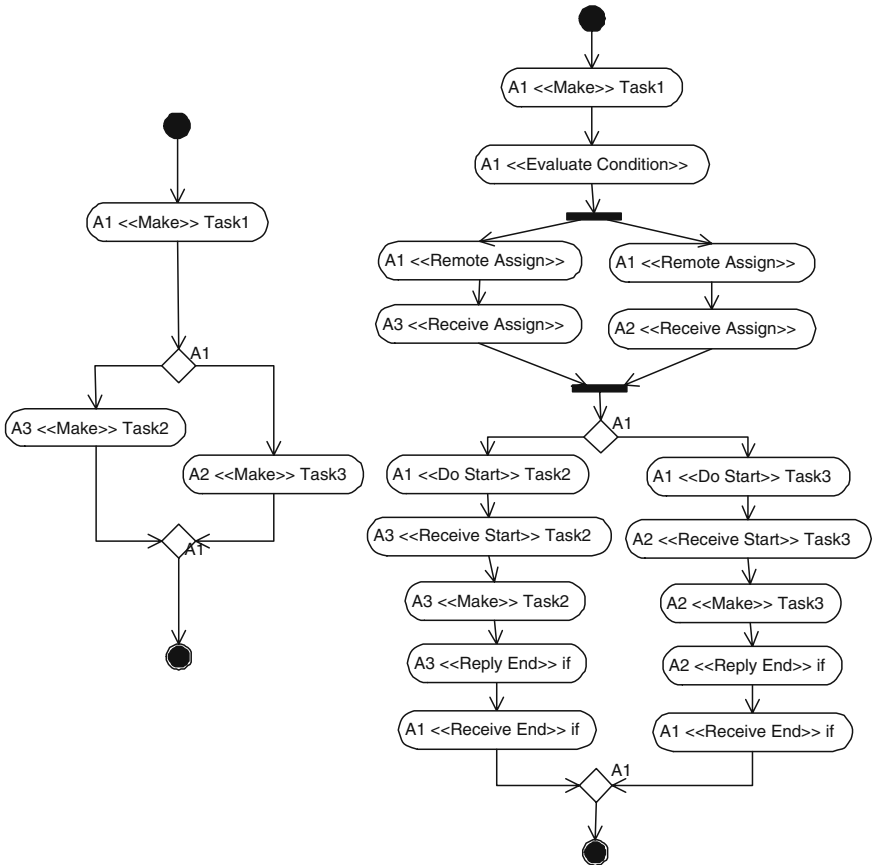 A1 <<Make>> Task1
A1
A3 <<Make>> Task2
A2 <<Make>> Task3
A1
A1 <<Make>> Task1
A1 <<Evaluate Condition>>
A1 <<Remote Assign>>
A1 <<Remote Assign>>
A3 <<Receive Assign>>
A2 <<Receive Assign>>
A1
A1 <<Do Start>> Task2
A1 <<Do Start>> Task3
A3 <<Receive Start>> Task2
A2 <<Receive Start>> Task3
A3 <<Make>> Task2
A2 <<Make>> Task3
A3 <<Reply End>> if
A2 <<Reply End>> if
A1 <<Receive End>> if
A1 <<Receive End>> if
A1